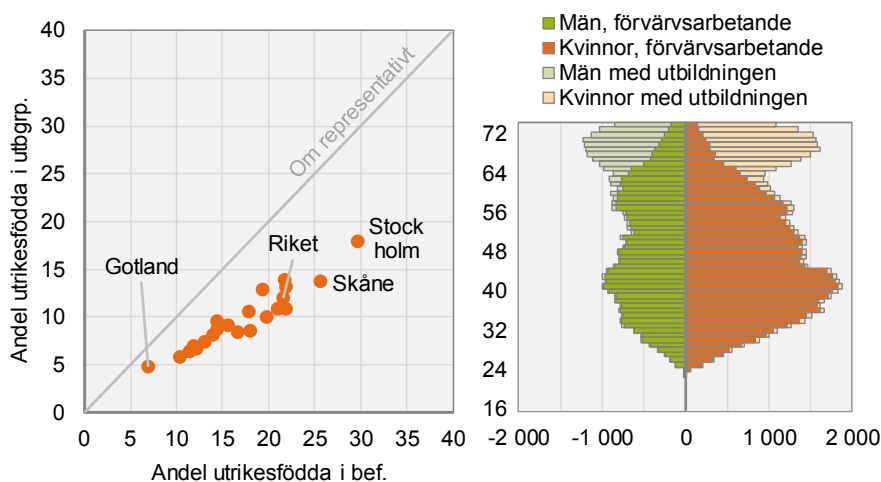 40
35
30
25
20
15
10
5
0
Andel utrikesfödda i utbgrp.
Om representativt
Gotland
Riket
Stock
holm
Skåne
0 5 10 15 20 25 30 35 40
Andel utrikesfödda i bef.
Män, förvärvsarbetande
Kvinnor, förvärvsarbetande
Män med utbildningen
Kvinnor med utbildningen
72
64
56
48
40
32
24
16
-2 000 -1 000 0 1 000 2 000